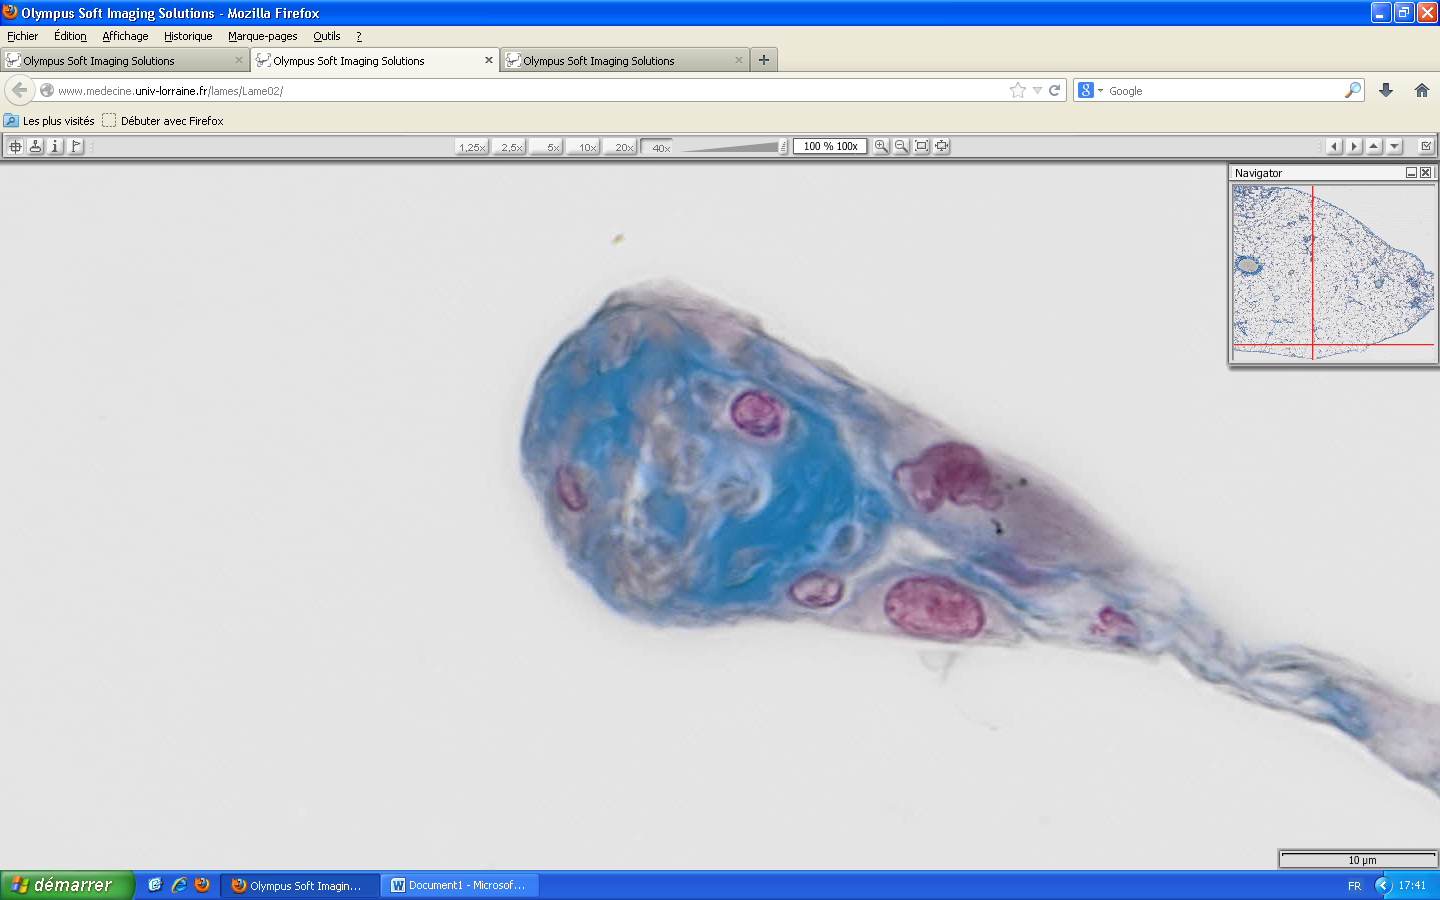 Olympus Soft Imaging Solutions - Mozilla Firefox
Fichier Édition Affichage Historique Marque-pages Outils ?
Olympus Soft Imaging Solutions Olympus Soft Imaging Solutions Olympus Soft Imaging Solutions
www.medecine.univ-lorraine.fr/lames/Lame02/ Google
Les plus visités Débuter avec Firefox
1,25x 2,5x 5x 10x 20x 40x 100 % 100x
Navigator
10 µm
démarrer Olympus Soft Imagin... Document1 - Microsof... FR 17:41